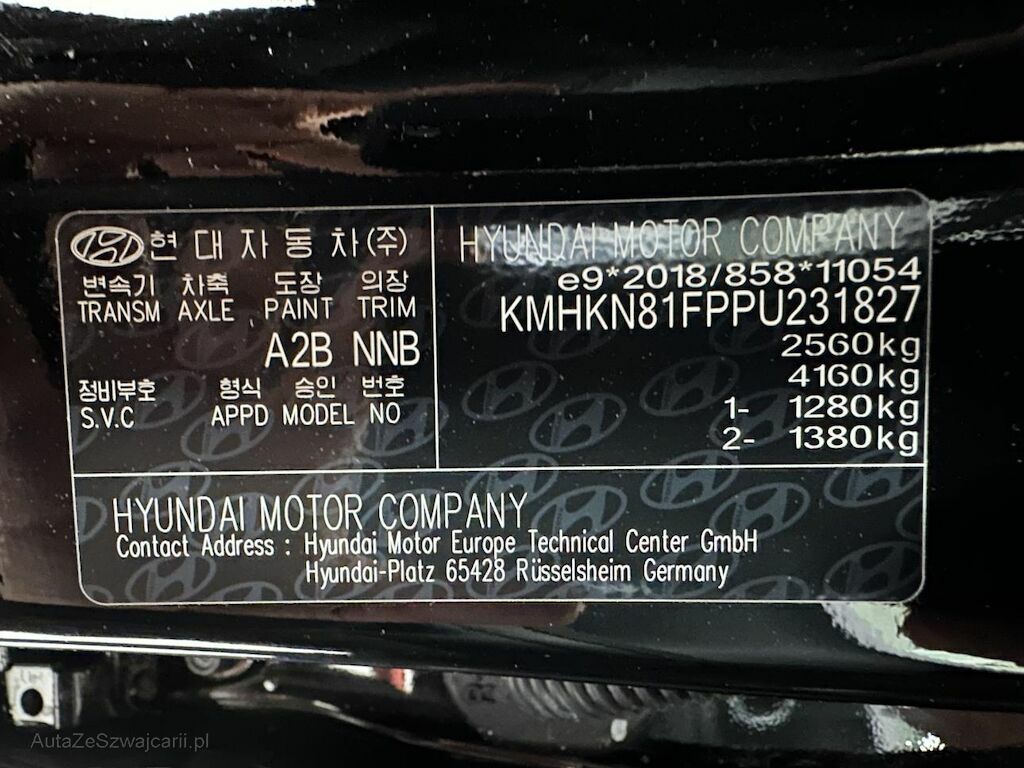 현대자동차(주)
변속기 차축 도장 의장
TRANSM AXLE PAINT TRIM
A2B NNB
정비부호 형식 승인 번호
S.V.C APPD MODEL NO
HYUNDAI MOTOR COMPANY
e9*2018/858*11054
KMHKN81FPPU231827
2560kg
4160kg
1- 1280kg
2- 1380kg
HYUNDAI MOTOR COMPANY
Contact Address : Hyundai Motor Europe Technical Center GmbH
Hyundai-Platz 65428 Rüsselsheim Germany
AutaZeSzwajcarii.pl